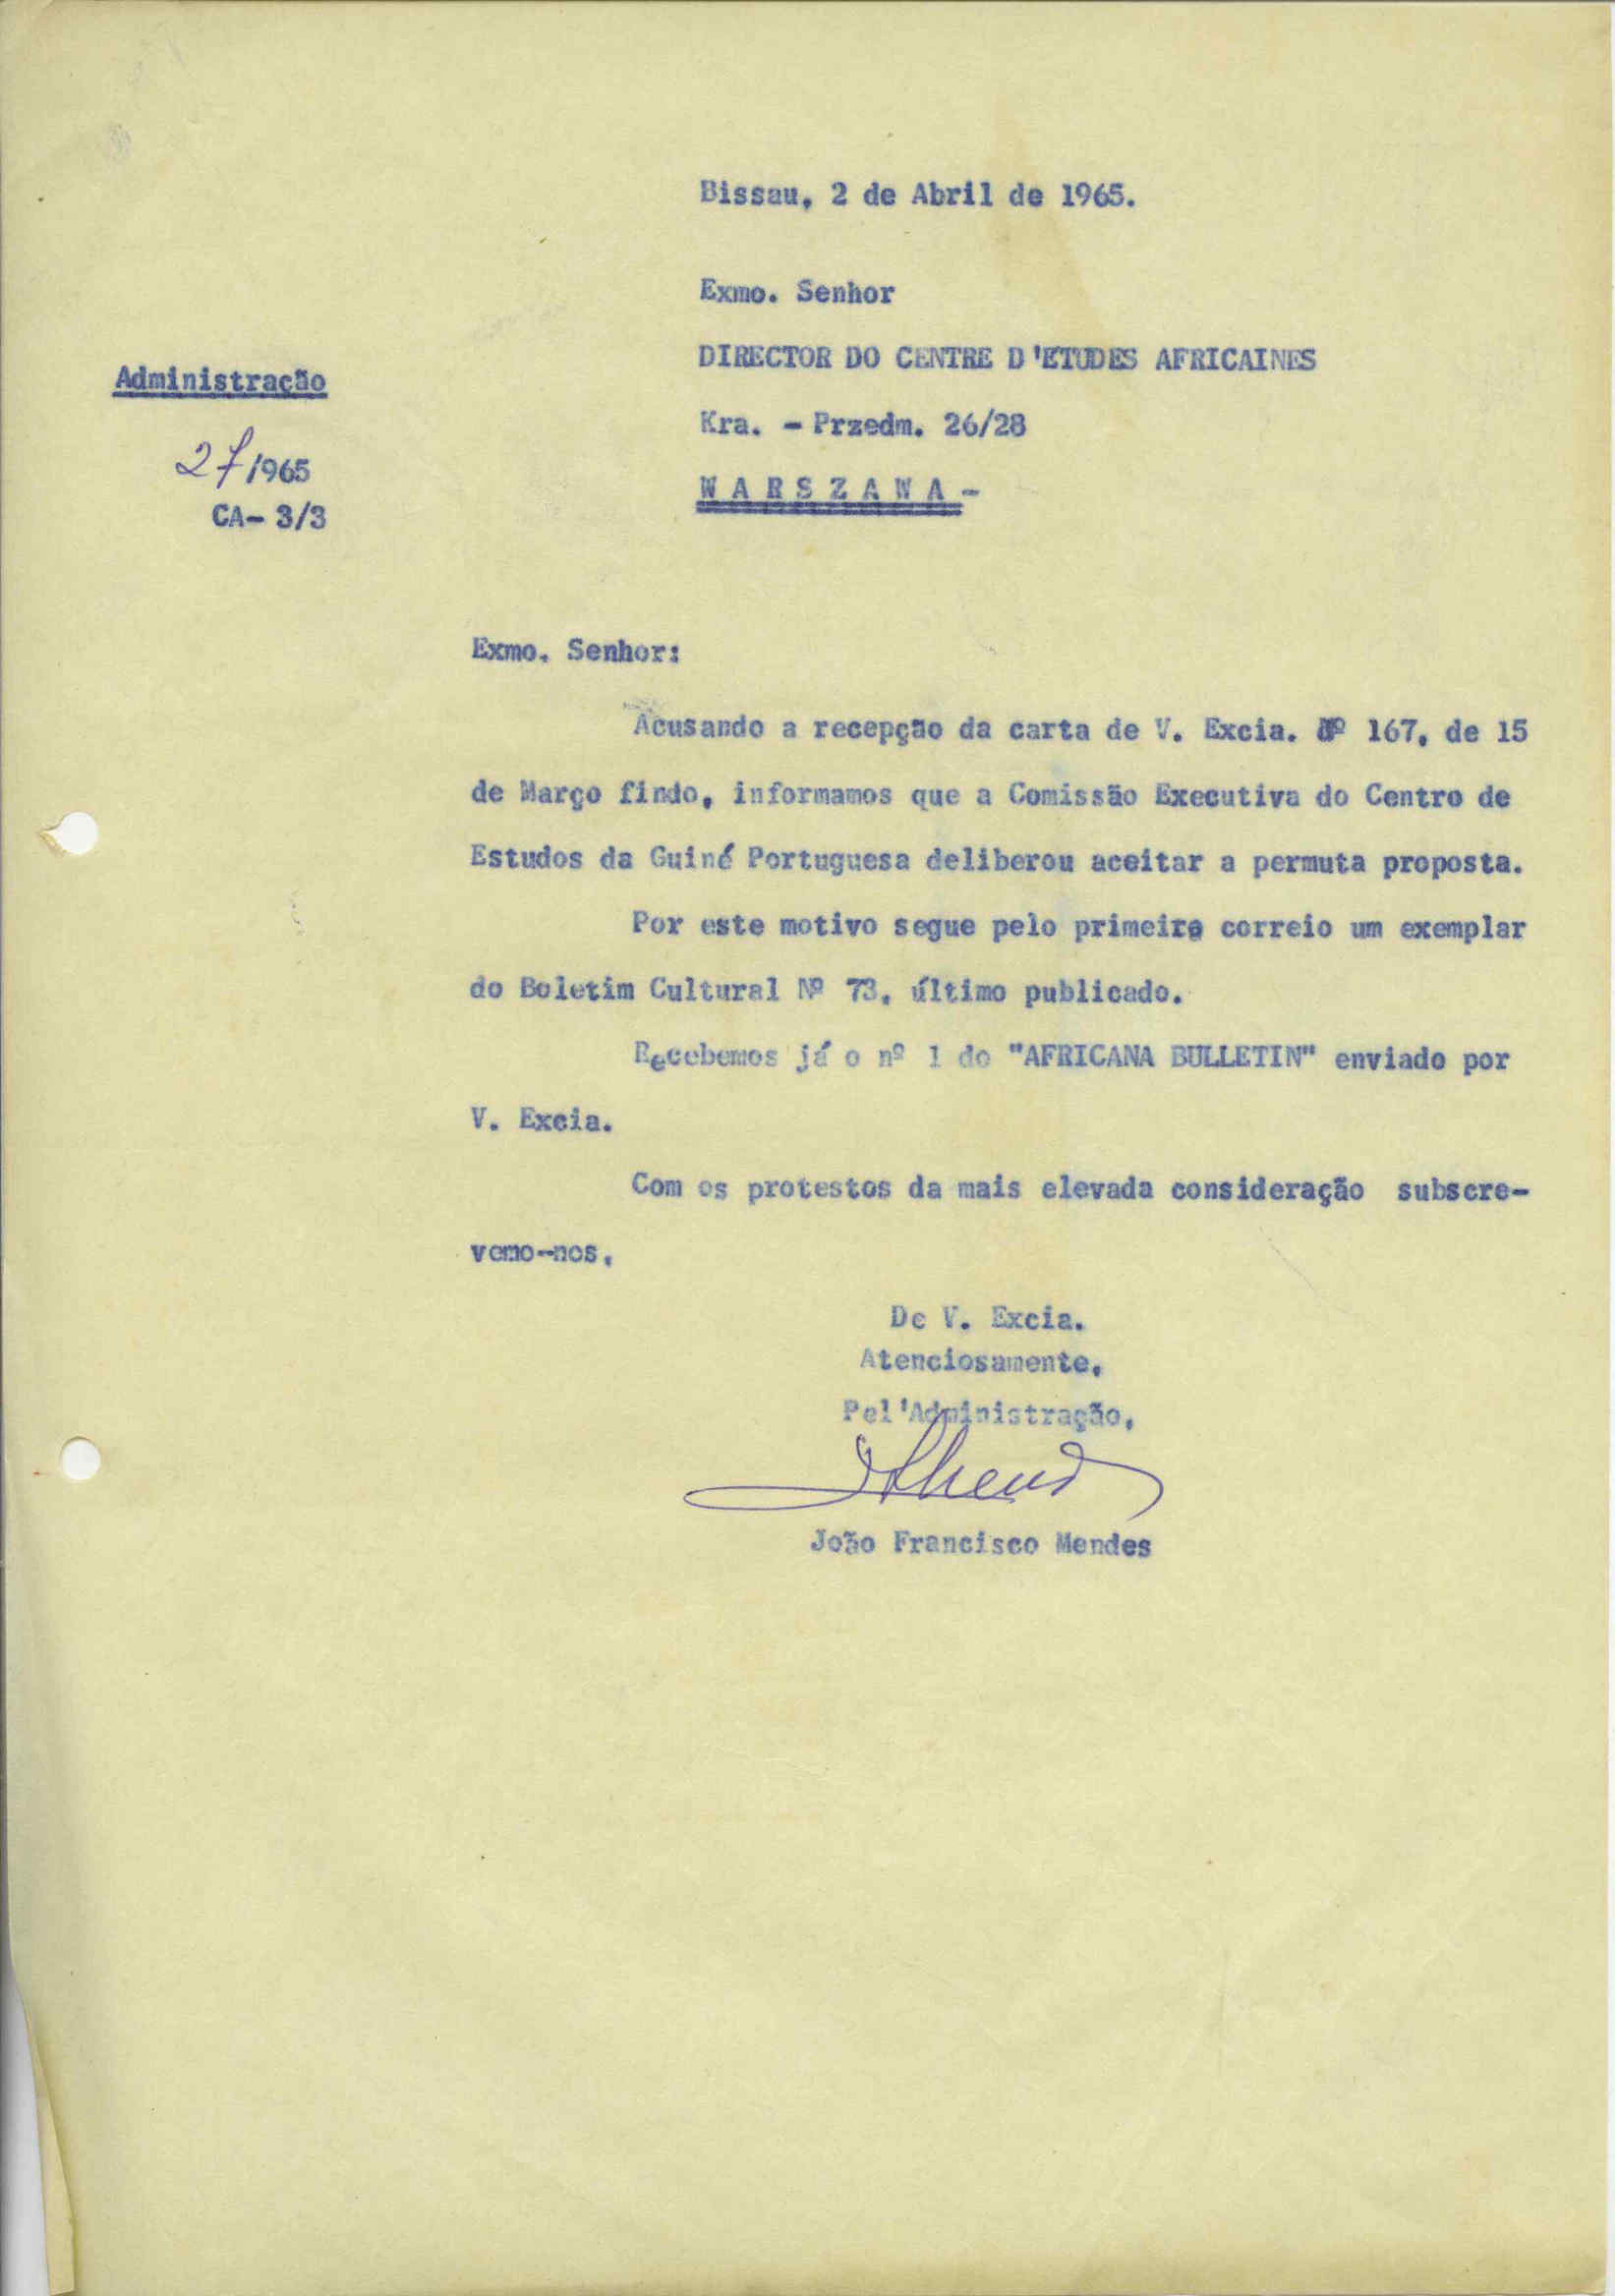 Bissau, 2 de Abril de 1965.
Exmo. Senhor
DIRECTOR DO CENTRE D'ETUDES AFRICAINES
Administração
Kra. - Przedm. 26/28
27/965
WARSZAWA-
CA- 3/3
Exmo. Senhor:
Acusando a recepção da carta de V. Excia. Nº 167, de 15
de Março findo, informamos que a Comissão Executiva do Centro de
Estudos da Guiné Portuguesa deliberou aceitar a permuta proposta.
Por este motivo segue pelo primeiro correio um exemplar
do Boletim Cultural Nº 73, último publicado.
Recebemos já o nº 1 do "AFRICANA BULLETIN" enviado por
V. Excia.
Com os protestos da mais elevada consideração subscre-
vemo-nos,
De V. Excia.
Atenciosamente,
Pel'Administração,
João Francisco Mendes